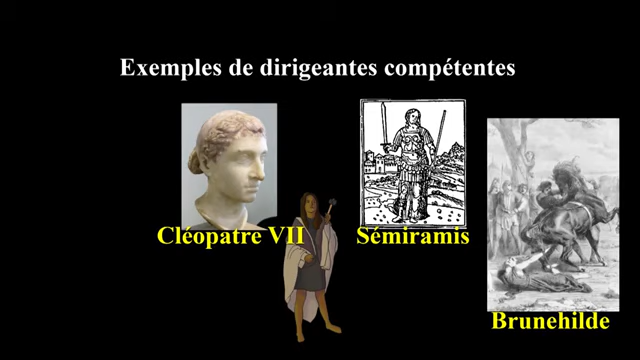 Exemples de dirigeantes compétentes
Cléopatre VII
Sémiramis
Brunehilde